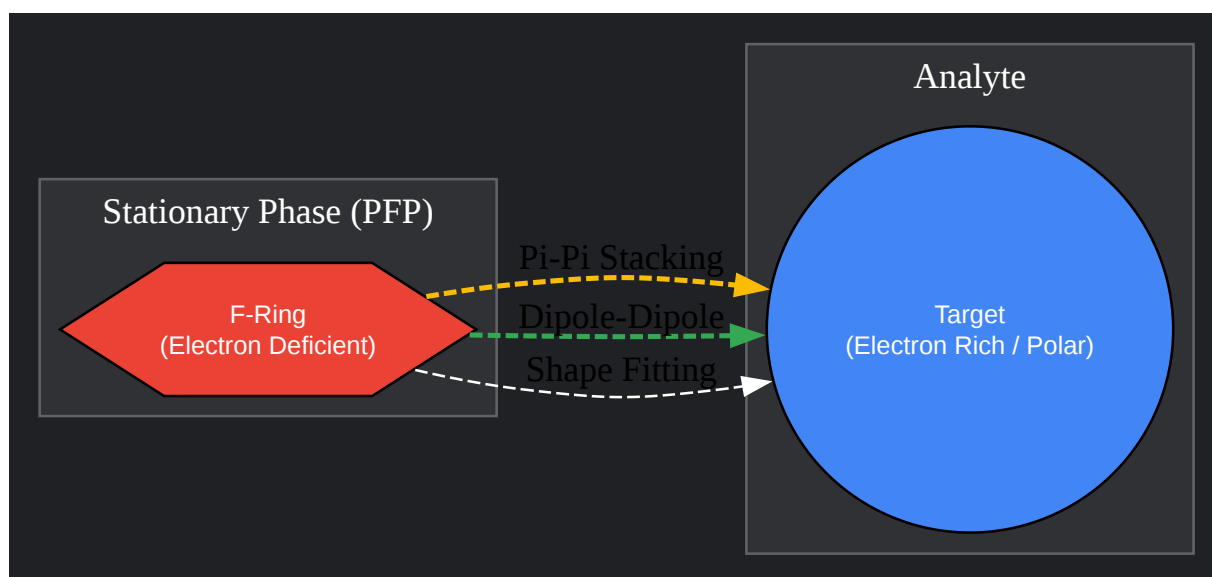 Analyte
Stationary Phase (PFP)
Pi-Pi Stacking
F-Ring
(Electron Deficient)
Dipole-Dipole
Target
(Electron Rich / Polar)
Shape Fitting